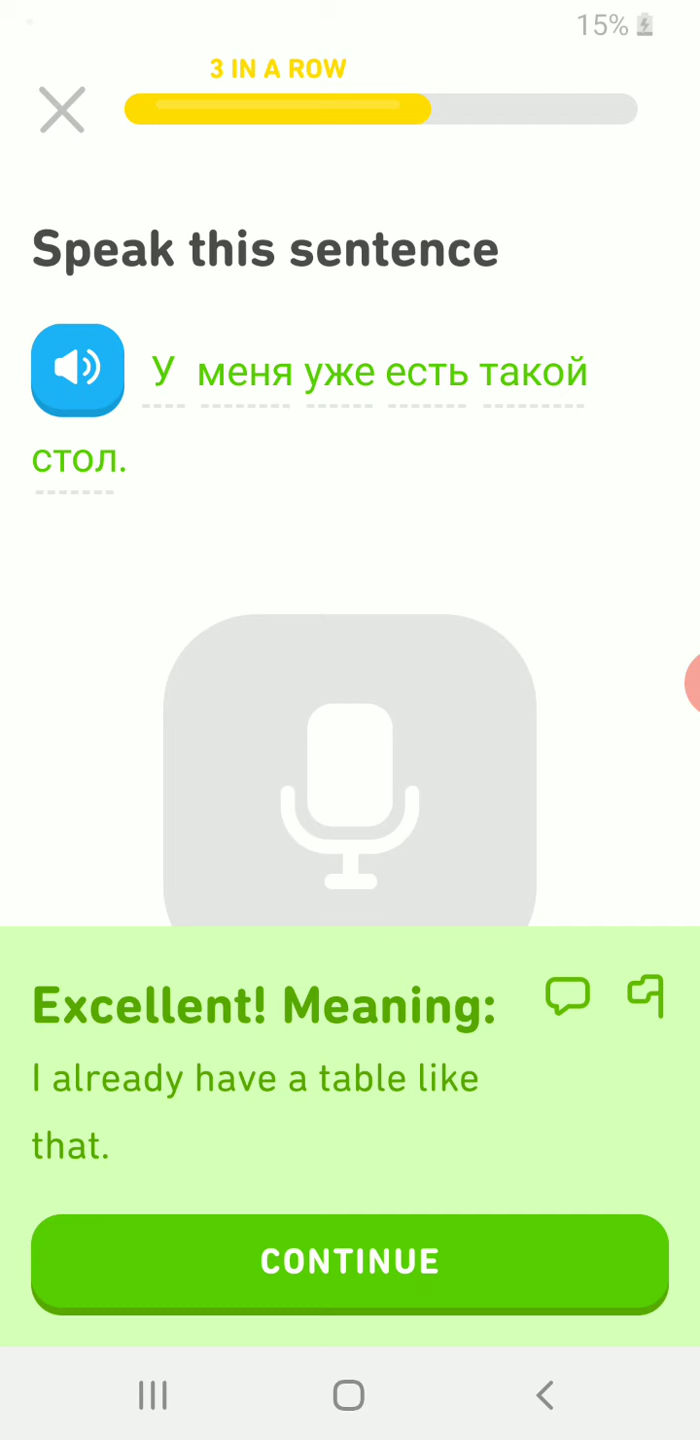 15%
3 IN A ROW
Speak this sentence
У меня уже есть такой
стол.
Excellent! Meaning:
I already have a table like
that.
CONTINUE